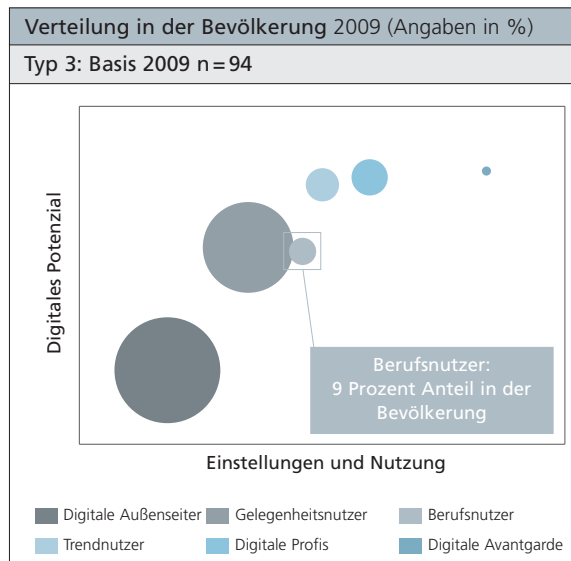 Verteilung in der Bevölkerung 2009 (Angaben in %)
Typ 3: Basis 2009 n = 94
Digitales Potenzial
Berufsnutzer:
9 Prozent Anteil in der
Bevölkerung
Einstellungen und Nutzung
Digitale Außenseiter Gelegenheitsnutzer Berufsnutzer
Trendnutzer Digitale Profis Digitale Avantgarde